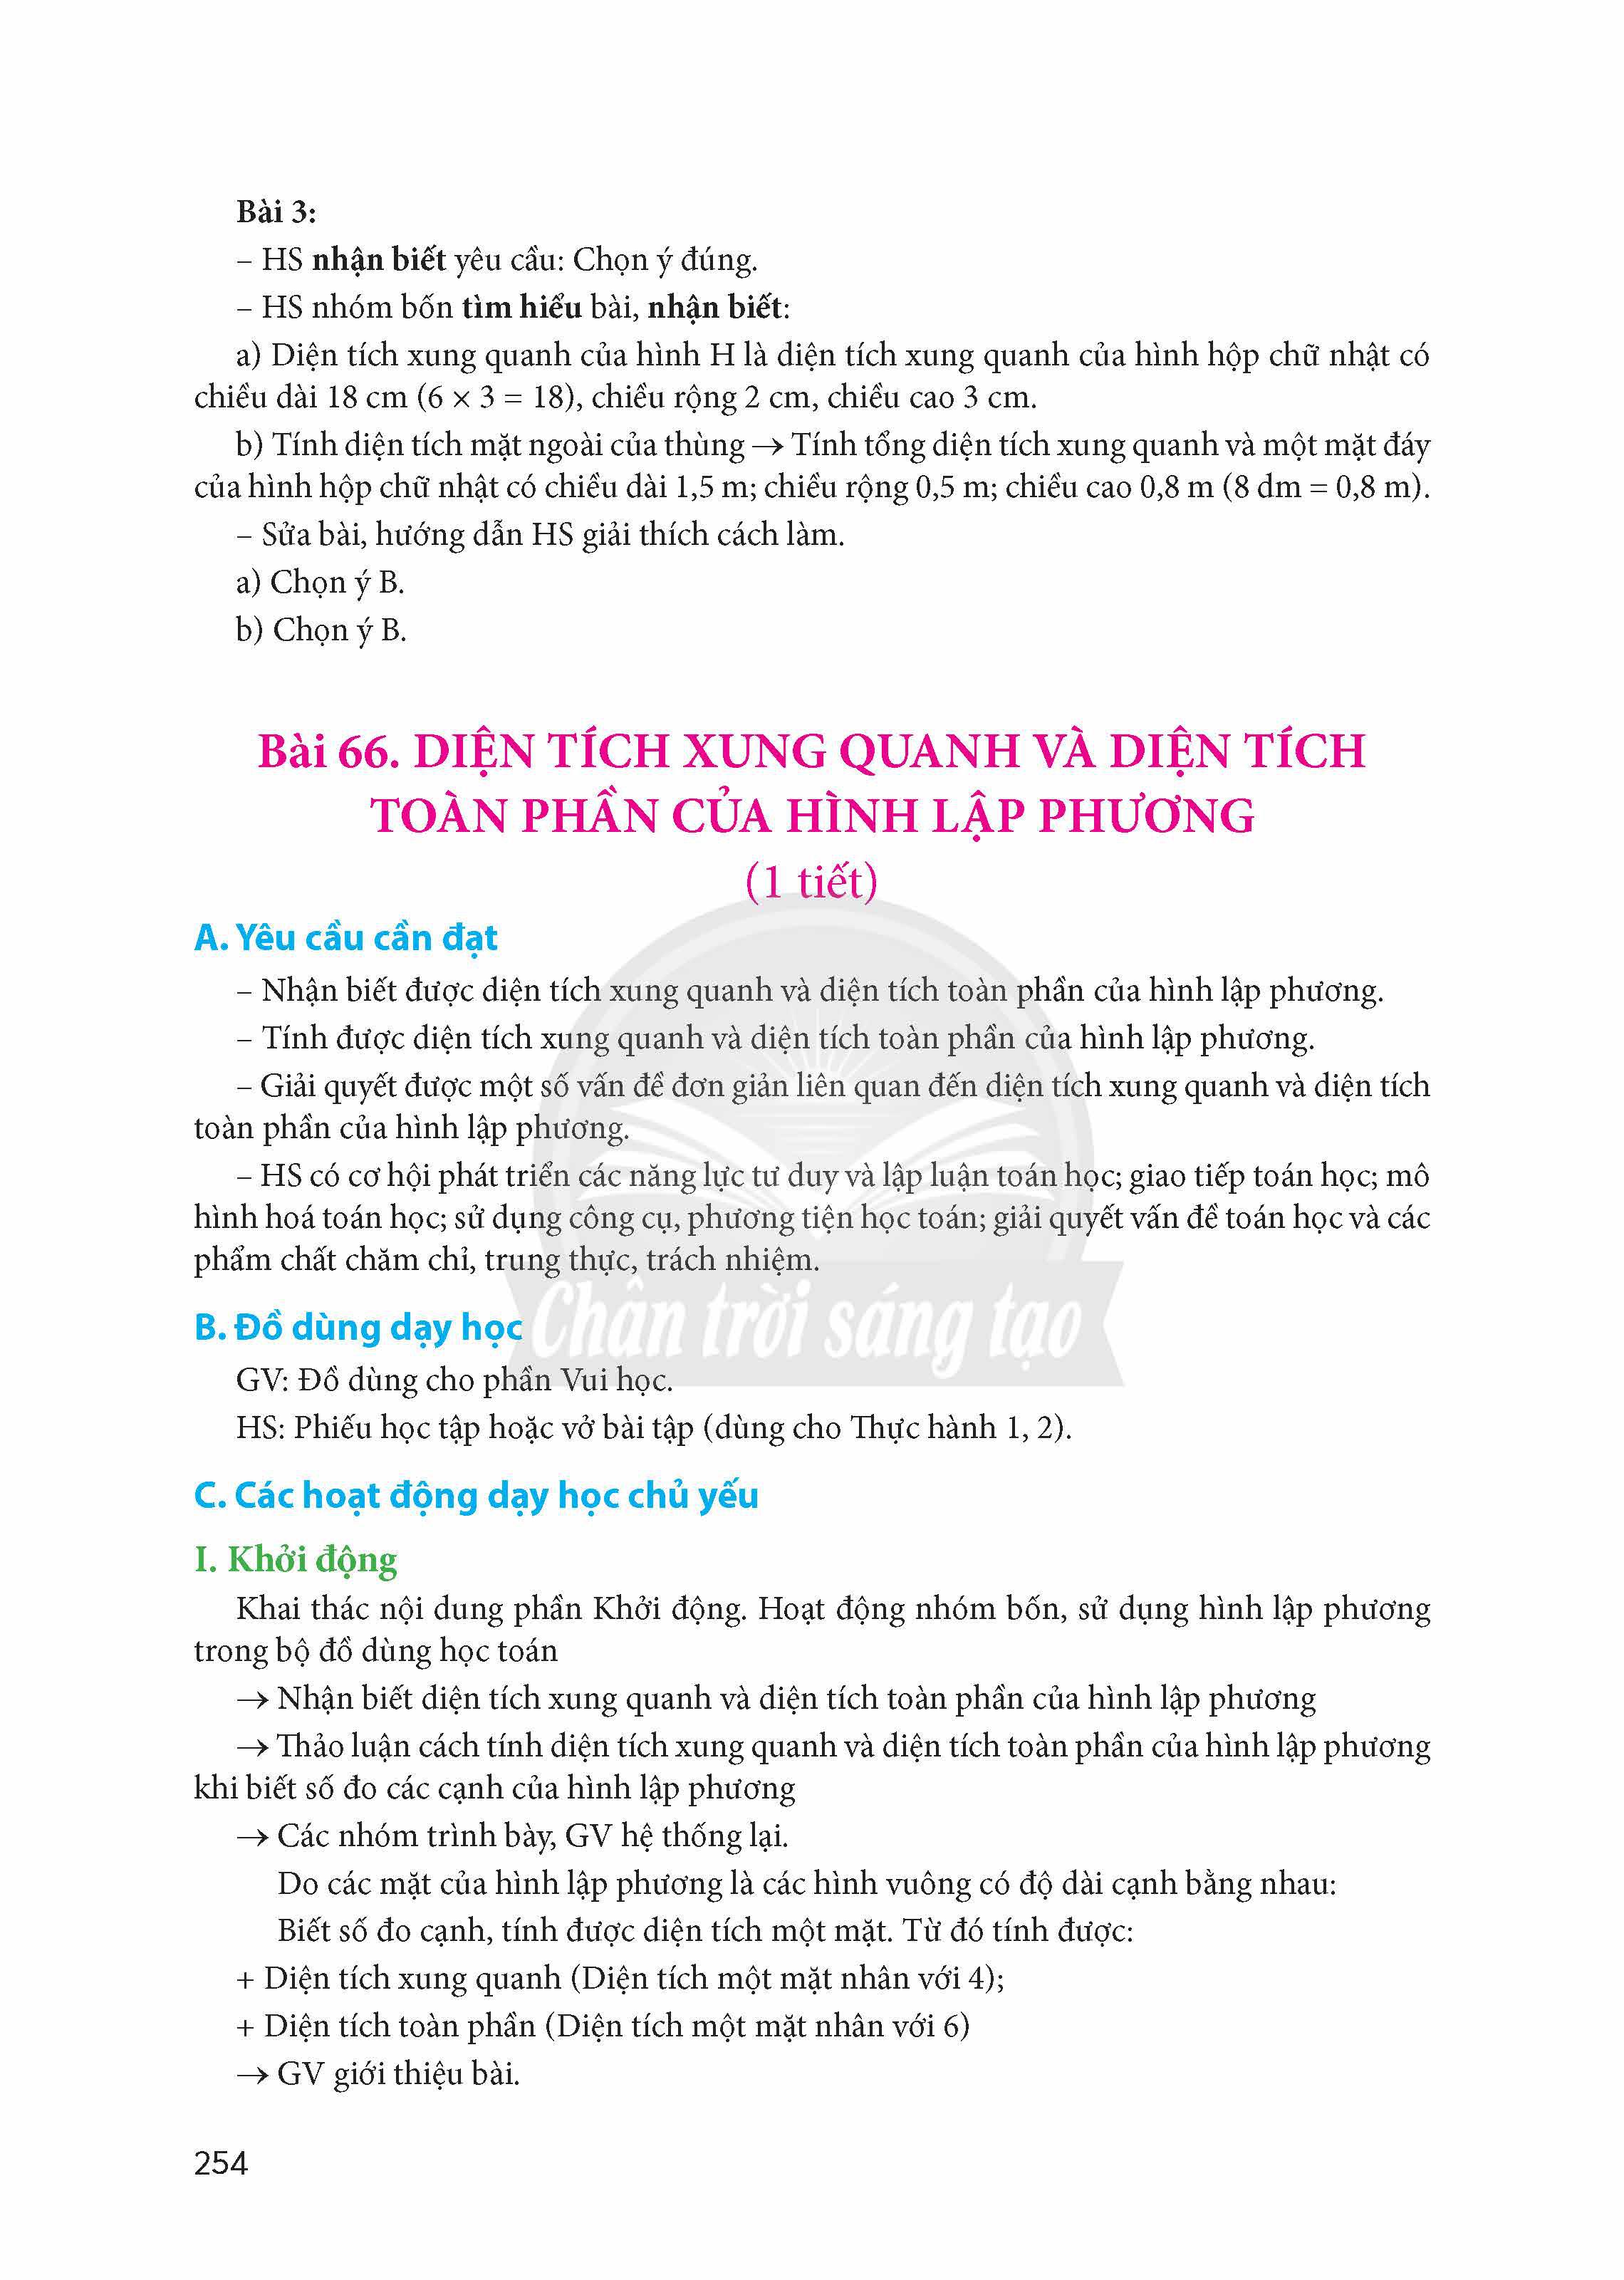 Bài 3:
– HS nhận biết yêu cầu: Chọn ý đúng.
– HS nhóm bốn tìm hiểu bài, nhận biết:
a) Diện tích xung quanh của hình H là diện tích xung quanh của hình hộp chữ nhật có
chiều dài 18 cm (6 × 3 = 18), chiều rộng 2 cm, chiều cao 3 cm.
b) Tính diện tích mặt ngoài của thùng → Tính tổng diện tích xung quanh và một mặt đáy
của hình hộp chữ nhật có chiều dài 1,5 m; chiều rộng 0,5 m; chiều cao 0,8 m (8 dm = 0,8 m).
– Sửa bài, hướng dẫn HS giải thích cách làm.
a) Chọn ý B.
b) Chọn ý B.
Bài 66. DIỆN TÍCH XUNG QUANH VÀ DIỆN TÍCH
TOÀN PHẦN CỦA HÌNH LẬP PHƯƠNG
(1 tiết)
A. Yêu cầu cần đạt
– Nhận biết được diện tích xung quanh và diện tích toàn phần của hình lập phương.
– Tính được diện tích xung quanh và diện tích toàn phần của hình lập phương.
– Giải quyết được một số vấn đề đơn giản liên quan đến diện tích xung quanh và diện tích
toàn phần của hình lập phương.
– HS có cơ hội phát triển các năng lực tư duy và lập luận toán học; giao tiếp toán học; mô
hình hoá toán học; sử dụng công cụ, phương tiện học toán; giải quyết vấn đề toán học và các
phẩm chất chăm chỉ, trung thực, trách nhiệm.
Chân trời sáng tạo
B. Đồ dùng dạy học
GV: Đồ dùng cho phần Vui học.
HS: Phiếu học tập hoặc vở bài tập (dùng cho Thực hành 1, 2).
C. Các hoạt động dạy học chủ yếu
I. Khởi động
Khai thác nội dung phần Khởi động. Hoạt động nhóm bốn, sử dụng hình lập phương
trong bộ đồ dùng học toán
→ Nhận biết diện tích xung quanh và diện tích toàn phần của hình lập phương
→ Thảo luận cách tính diện tích xung quanh và diện tích toàn phần của hình lập phương
khi biết số đo các cạnh của hình lập phương
→ Các nhóm trình bày, GV hệ thống lại.
Do các mặt của hình lập phương là các hình vuông có độ dài cạnh bằng nhau:
Biết số đo cạnh, tính được diện tích một mặt. Từ đó tính được:
+ Diện tích xung quanh (Diện tích một mặt nhân với 4);
+ Diện tích toàn phần (Diện tích một mặt nhân với 6)
→ GV giới thiệu bài.
254